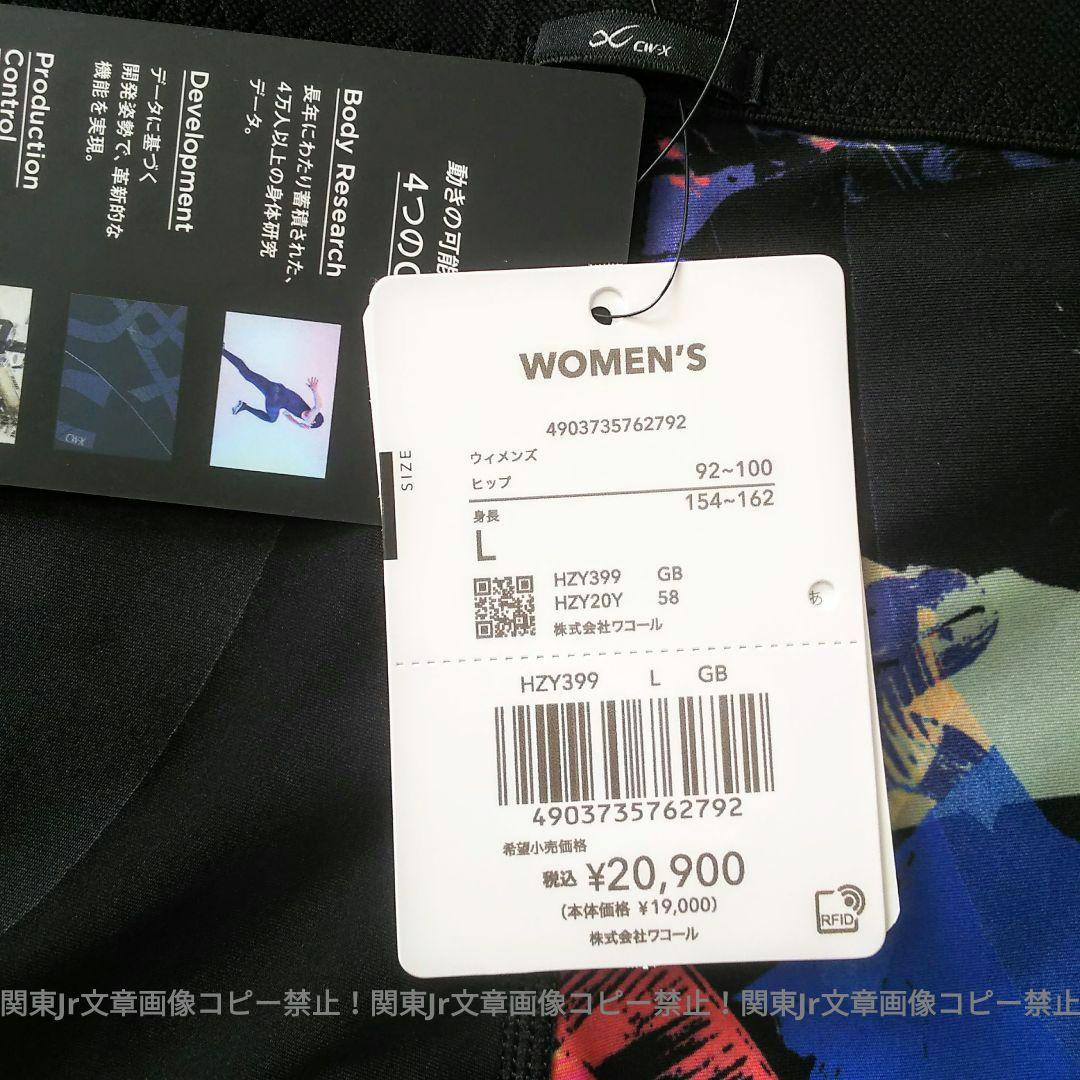 CW-X
動きの可能
4つのC
Body Research
長年にわたり蓄積された、
4万人以上の身体研究
データ。
Development
データに基づく
開発姿勢で、革新的な
機能を実現。
Production
Control
CW-X
WOMEN'S
4903735762792
SIZE
ウィメンズ
ヒップ 92~100
身長 154~162
L
HZY399 GB
HZY20Y 58
株式会社ワコール
あ
HZY399 L GB
4903735762792
希望小売価格
税込 ¥20,900
(本体価格 ¥19,000)
株式会社ワコール
RFID
関東Jr文章画像コピー禁止！関東Jr文章画像コピー禁止！関東Jr文章画像コピー禁止